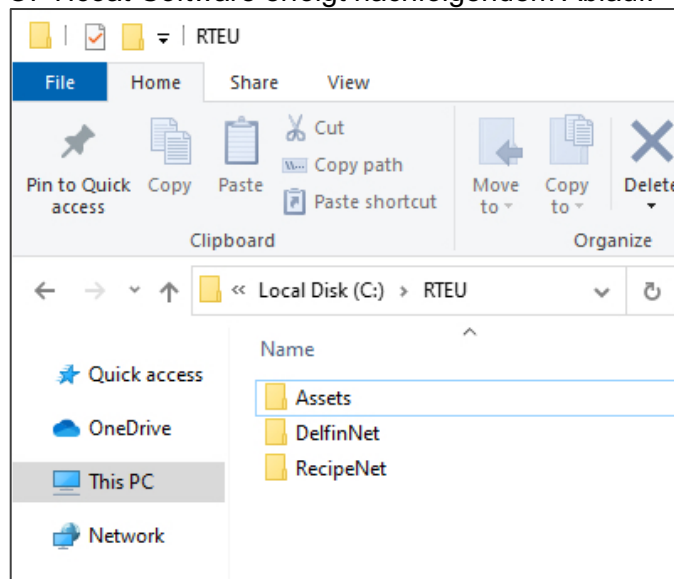 RTEU
File Home Share View
Pin to Quick access
Copy
Paste
Cut
Copy path
Paste shortcut
Move to
Copy to
Delete
Clipboard
Organize
« Local Disk (C:) > RTEU
Name
Quick access
OneDrive
This PC
Network
Assets
DelfinNet
RecipeNet